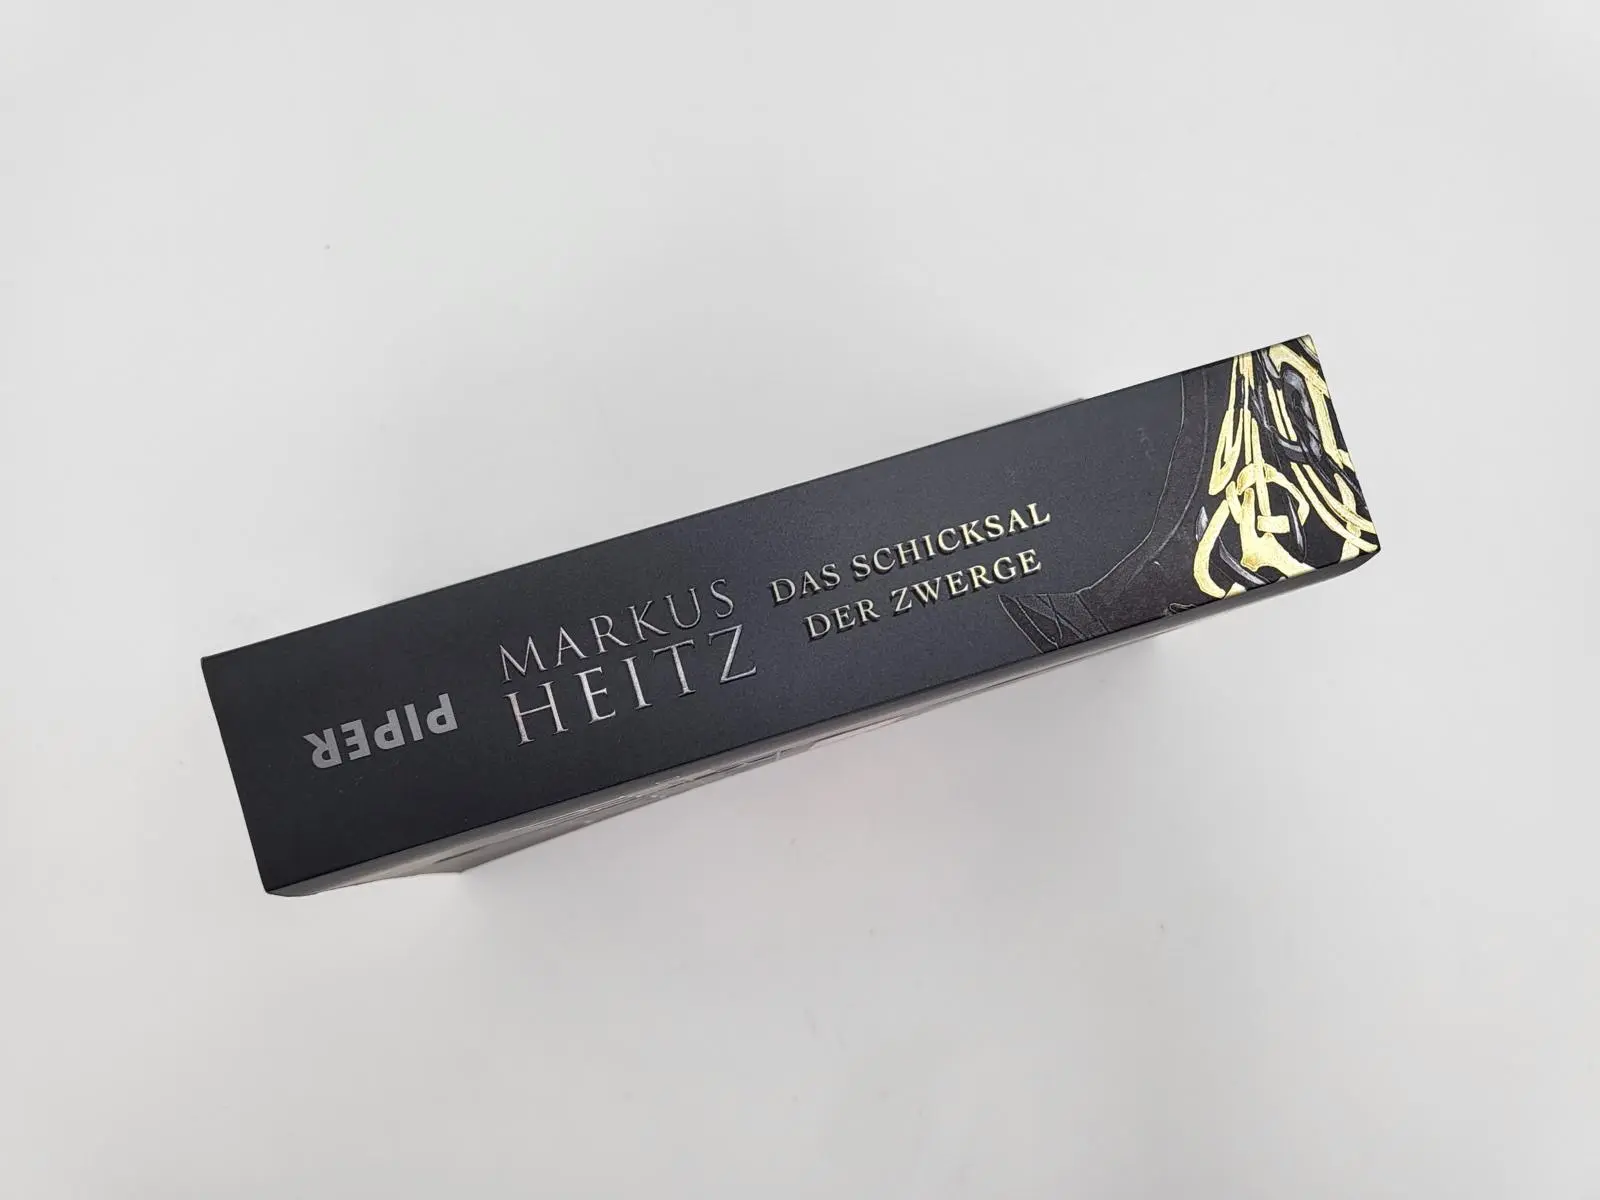 MARKUS
HEITZ
DAS SCHICKSAL
DER ZWERGE
PIPER